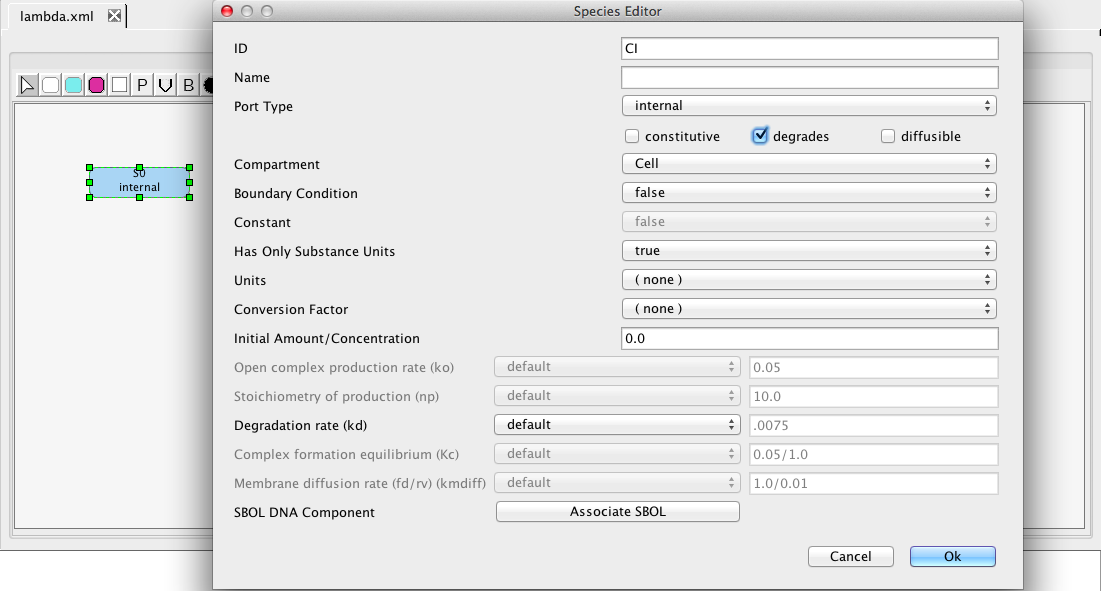 lambda.xml
Species Editor
ID CI
Name
Port Type internal
constitutive degrades diffusible
Compartment Cell
Boundary Condition false
Constant false
Has Only Substance Units true
Units ( none )
Conversion Factor ( none )
Initial Amount/Concentration 0.0
Open complex production rate (ko) default 0.05
Stoichiometry of production (np) default 10.0
Degradation rate (kd) default .0075
Complex formation equilibrium (Kc) default 0.05/1.0
Membrane diffusion rate (fd/rv) (kmdiff) default 1.0/0.01
SBOL DNA Component Associate SBOL
Cancel Ok
P V B
S0
internal